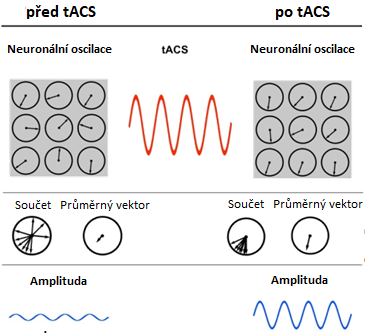 před tACS
po tACS
Neuronální oscilace
tACS
Neuronální oscilace
Součet
Průměrný vektor
Součet
Průměrný vektor
Amplituda
Amplituda